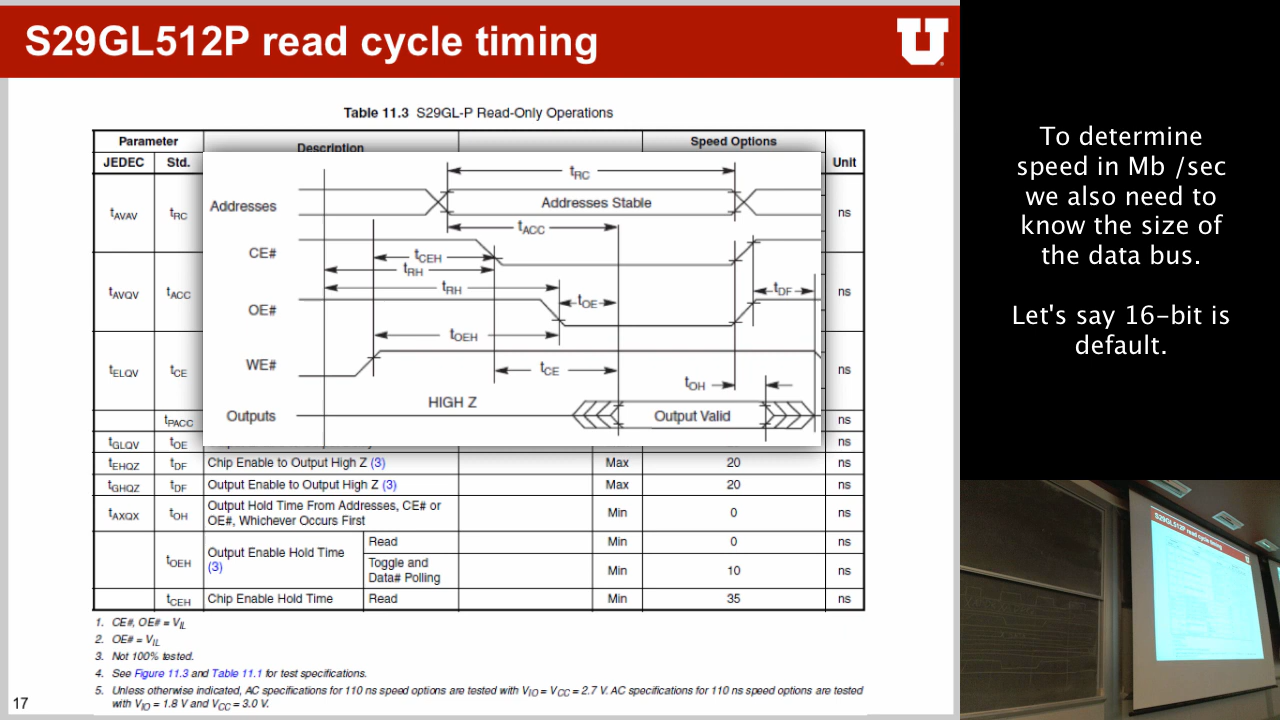 S29GL512P read cycle timing
U
Table 11.3 S29GL-P Read-Only Operations
Parameter
Description
Speed Options
Unit
JEDEC Std.
tAVAV tRC ns
tAVQV tACC ns
tELQV tCE ns
tPACC ns
tGLQV tOE ns
tRC
Addresses
Addresses Stable
tACC
CE#
tCEH
tRH
tRH
tDF
OE#
tOE
tOEH
WE#
tCE
tOH
HIGH Z
Outputs
Output Valid
tEHQZ tDF Chip Enable to Output High Z (3) Max 20 ns
tGHQZ tDF Output Enable to Output High Z (3) Max 20 ns
tAXQX tOH Output Hold Time From Addresses, CE# or
OE#, Whichever Occurs First Min 0 ns
tOEH Output Enable Hold Time
(3)
Read Min 0 ns
Toggle and
Data# Polling Min 10 ns
tCEH Chip Enable Hold Time Read Min 35 ns
1. CE#, OE# = VIL
2. OE# = VIL
3. Not 100% tested.
4. See Figure 11.3 and Table 11.1 for test specifications.
5. Unless otherwise indicated, AC specifications for 110 ns speed options are tested with VIO = VCC = 2.7 V. AC specifications for 110 ns speed options are tested
with VIO = 1.8 V and VCC = 3.0 V.
17
To determine
speed in Mb /sec
we also need to
know the size of
the data bus.
Let's say 16-bit is
default.
S29GL512P read cycle timing